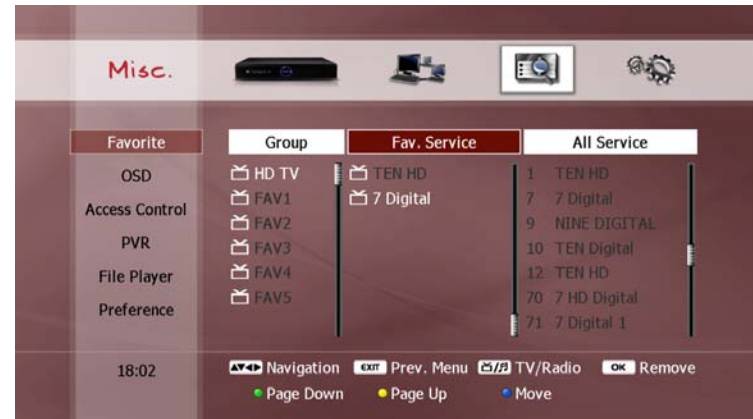 Misc.
Favorite
OSD
Access Control
PVR
File Player
Preference
18:02
Group
HD TV
FAV1
FAV2
FAV3
FAV4
FAV5
Fav. Service
TEN HD
7 Digital
All Service
1 TEN HD
7 7 Digital
9 NINE DIGITAL
10 TEN Digital
12 TEN HD
70 7 HD Digital
71 7 Digital 1
Navigation EXIT Prev. Menu TV/Radio OK Remove
Page Down Page Up Move